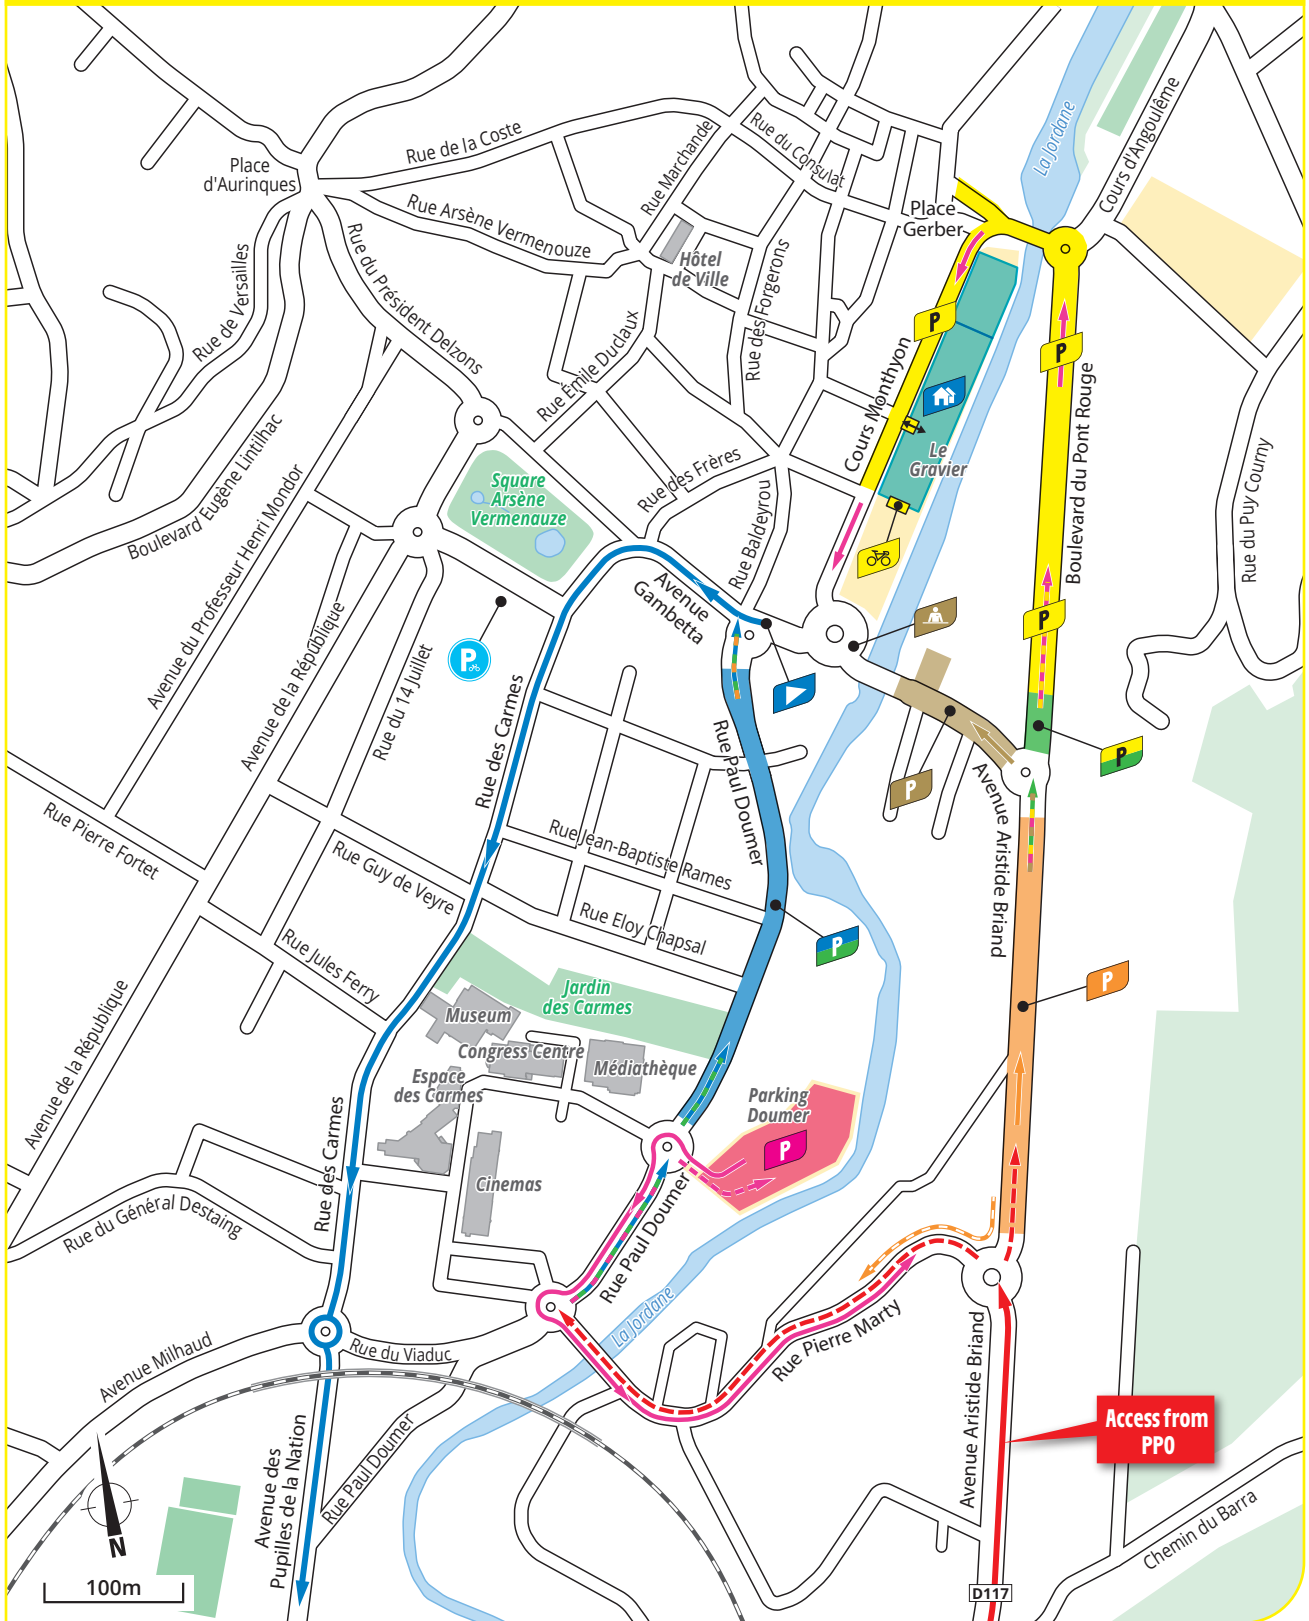 La Jordane
Cours d'Angoulême
Rue de la Coste
Rue Marchande
Rue du Consulat
Place
d'Aurinques
Rue Arsène Vermenouze
Place
Gerber
Hôtel
de Ville
Rue du Président Delzons
Rue de Versailles
Rue des Forgerons
P
P
Rue Émile Duclaux
Cours Monthyon
Boulevard du Pont Rouge
Le
Gravier
Rue du Puy Courny
Boulevard Eugène Lintilhac
Avenue du Professeur Henri Mondor
Square
Arsène
Vermenauze
Rue des Frères
Rue Baldeyrou
Avenue
Gambetta
P
P
Avenue de la République
Rue du 14 Juillet
Rue des Carmes
Rue Paul Doumer
P
P
Avenue Aristide Briand
Rue Pierre Fortet
Rue Guy de Veyre
Rue Jean-Baptiste Rames
Rue Eloy Chapsal
P
P
Rue Jules Ferry
Jardin
des Carmes
Museum
Congress Centre
Médiathèque
Espace
des Carmes
Parking
Doumer
P
Avenue de la République
Rue des Carmes
Cinemas
Rue du Général Destaing
Rue Paul Doumer
La Jordane
Rue Pierre Marty
Avenue Milhaud
Rue du Viaduc
Avenue Aristide Briand
Access from
PPO
Avenue des
Pupilles de la Nation
Rue Paul Doumer
N
100m
D117
Chemin du Barra